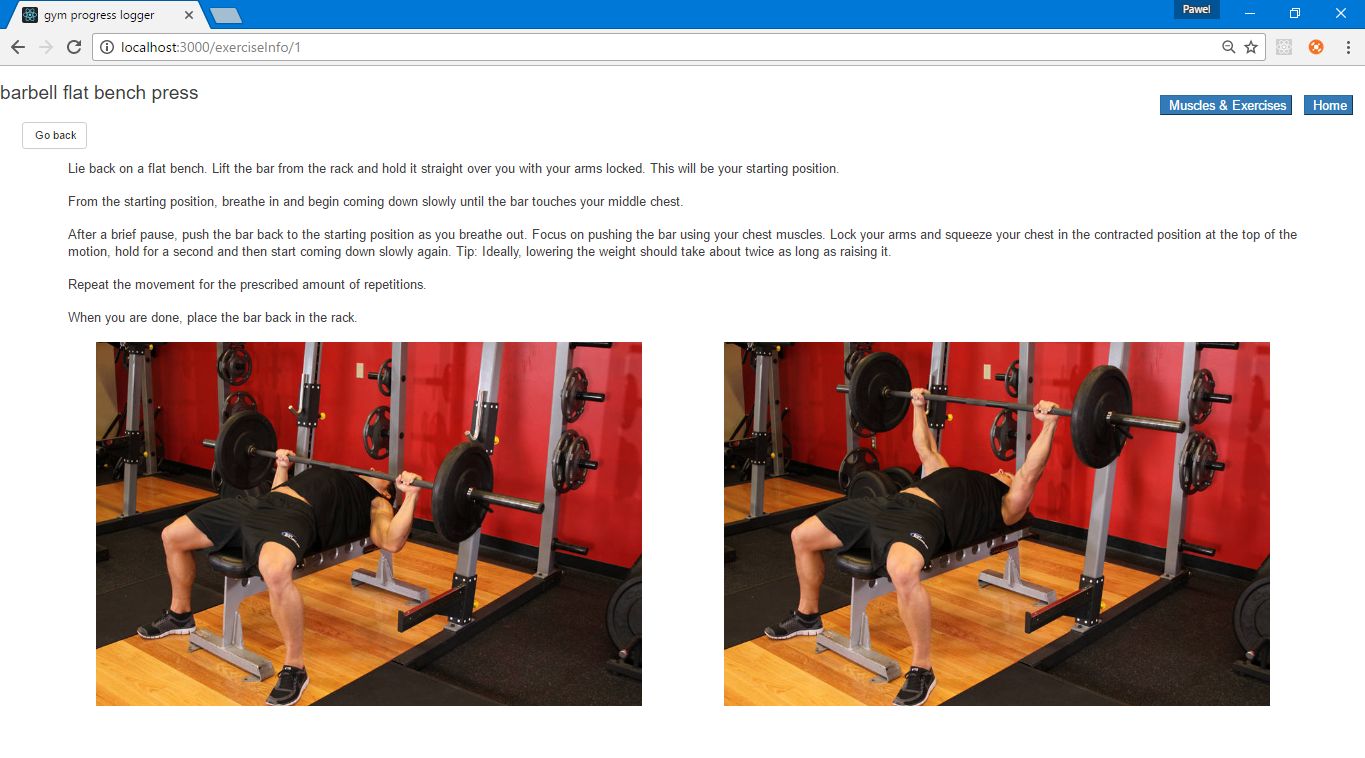 gym progress logger
Pawel
localhost:3000/exerciseInfo/1
barbell flat bench press
Muscles & Exercises
Home
Go back
Lie back on a flat bench. Lift the bar from the rack and hold it straight over you with your arms locked. This will be your starting position.
From the starting position, breathe in and begin coming down slowly until the bar touches your middle chest.
After a brief pause, push the bar back to the starting position as you breathe out. Focus on pushing the bar using your chest muscles. Lock your arms and squeeze your chest in the contracted position at the top of the
motion, hold for a second and then start coming down slowly again. Tip: Ideally, lowering the weight should take about twice as long as raising it.
Repeat the movement for the prescribed amount of repetitions.
When you are done, place the bar back in the rack.